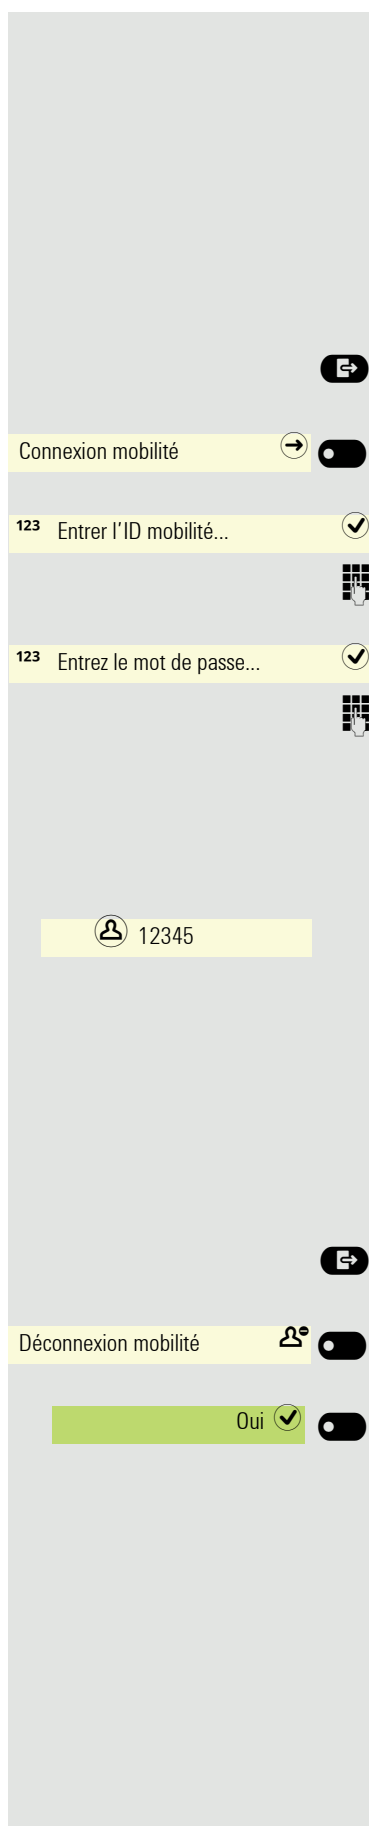 Connexion mobilité
123 Entrer l’ID mobilité...
123 Entrez le mot de passe...
12345
Déconnexion mobilité
Oui